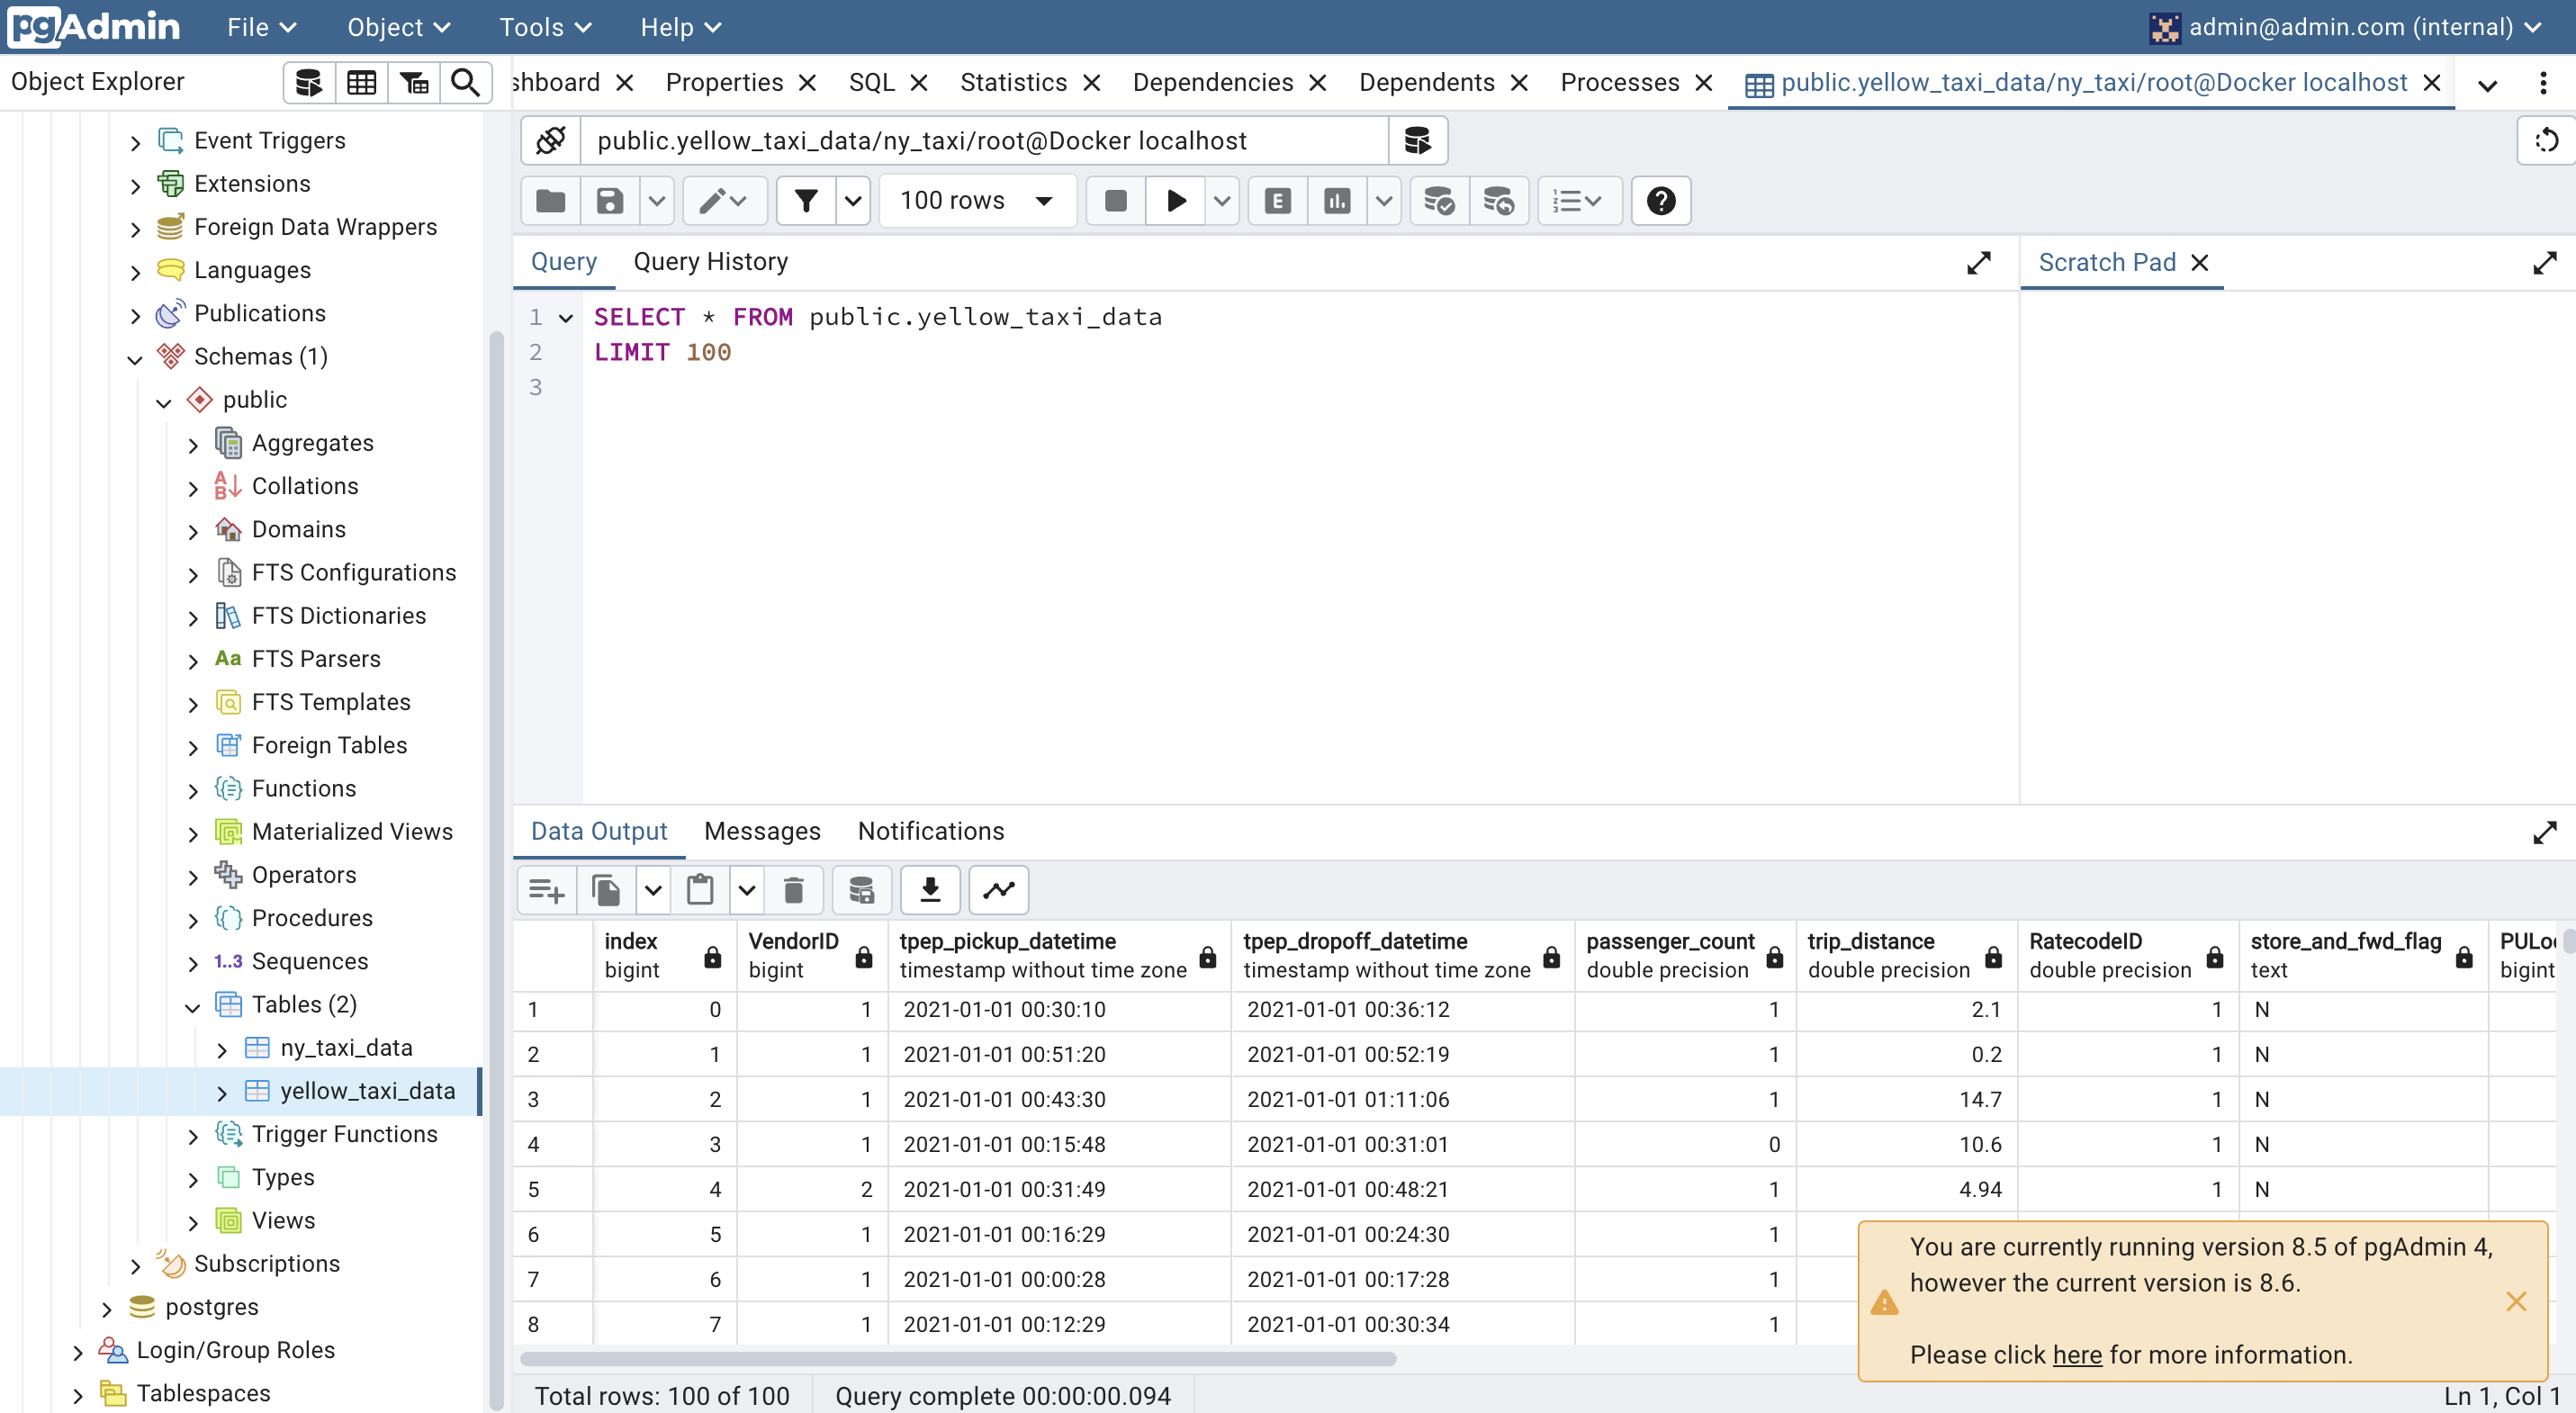 pgAdmin File Object Tools Help admin@admin.com (internal)
Object Explorer
shboard Properties SQL Statistics Dependencies Dependents Processes public.yellow_taxi_data/ny_taxi/root@Docker localhost
Event Triggers
Extensions
Foreign Data Wrappers
Languages
Publications
Schemas (1)
public
Aggregates
Collations
Domains
FTS Configurations
FTS Dictionaries
Aa FTS Parsers
FTS Templates
Foreign Tables
Functions
Materialized Views
Operators
Procedures
1..3 Sequences
Tables (2)
ny_taxi_data
yellow_taxi_data
Trigger Functions
Types
Views
Subscriptions
postgres
Login/Group Roles
Tablespaces
public.yellow_taxi_data/ny_taxi/root@Docker localhost
100 rows E
Query Query History Scratch Pad
1 SELECT * FROM public.yellow_taxi_data
2 LIMIT 100
3
Data Output Messages Notifications
index VendorID tpep_pickup_datetime tpep_dropoff_datetime passenger_count trip_distance RatecodeID store_and_fwd_flag PULo
bigint bigint timestamp without time zone timestamp without time zone double precision double precision double precision text bigint
1 0 1 2021-01-01 00:30:10 2021-01-01 00:36:12 1 2.1 1 N
2 1 1 2021-01-01 00:51:20 2021-01-01 00:52:19 1 0.2 1 N
3 2 1 2021-01-01 00:43:30 2021-01-01 01:11:06 1 14.7 1 N
4 3 1 2021-01-01 00:15:48 2021-01-01 00:31:01 0 10.6 1 N
5 4 2 2021-01-01 00:31:49 2021-01-01 00:48:21 1 4.94 1 N
6 5 1 2021-01-01 00:16:29 2021-01-01 00:24:30 1
7 6 1 2021-01-01 00:00:28 2021-01-01 00:17:28 1
8 7 1 2021-01-01 00:12:29 2021-01-01 00:30:34 1
You are currently running version 8.5 of pgAdmin 4,
however the current version is 8.6.
Please click here for more information.
Total rows: 100 of 100 Query complete 00:00:00.094 Ln 1, Col 1